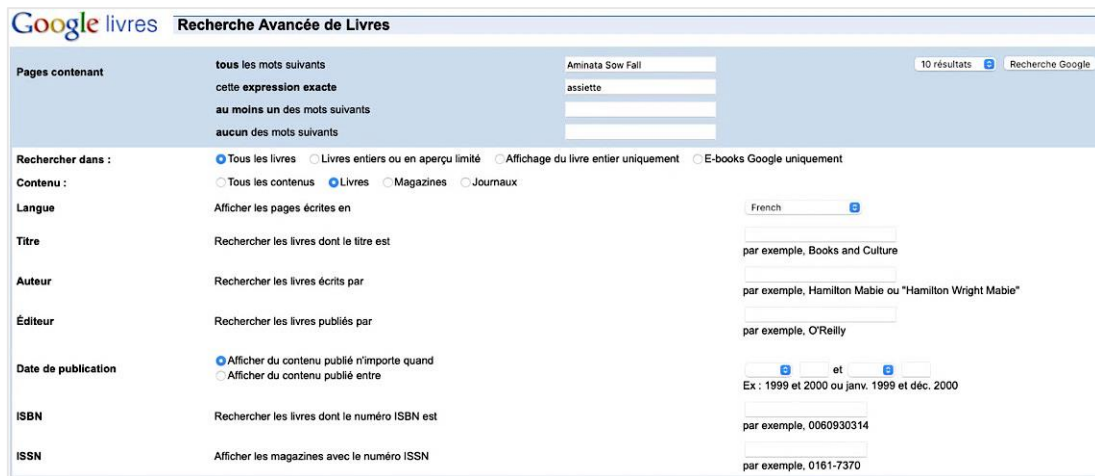 Google livres Recherche Avancée de Livres
Pages contenant tous les mots suivants Aminata Sow Fall 10 résultats Recherche Google
cette expression exacte assiette
au moins un des mots suivants
aucun des mots suivants
Rechercher dans : Tous les livres Livres entiers ou en aperçu limité Affichage du livre entier uniquement E-books Google uniquement
Contenu : Tous les contenus Livres Magazines Journaux
Langue Afficher les pages écrites en French
Titre Rechercher les livres dont le titre est
par exemple, Books and Culture
Auteur Rechercher les livres écrits par
par exemple, Hamilton Mabie ou "Hamilton Wright Mabie"
Éditeur Rechercher les livres publiés par
par exemple, O'Reilly
Date de publication Afficher du contenu publié n'importe quand
Afficher du contenu publié entre et
Ex : 1999 et 2000 ou janv. 1999 et déc. 2000
ISBN Rechercher les livres dont le numéro ISBN est
par exemple, 0060930314
ISSN Afficher les magazines avec le numéro ISSN
par exemple, 0161-7370